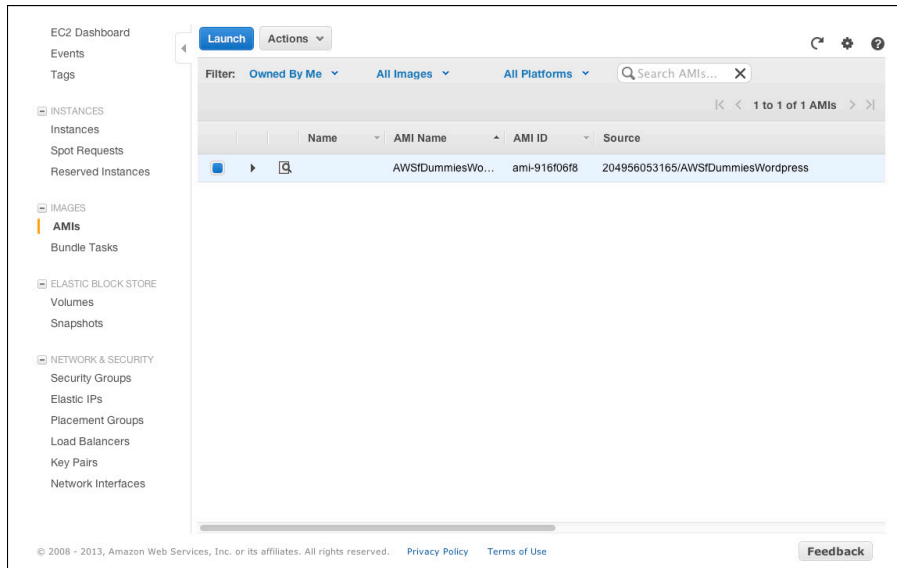 EC2 Dashboard
Events
Tags
INSTANCES
Instances
Spot Requests
Reserved Instances
IMAGES
AMIs
Bundle Tasks
ELASTIC BLOCK STORE
Volumes
Snapshots
NETWORK & SECURITY
Security Groups
Elastic IPs
Placement Groups
Load Balancers
Key Pairs
Network Interfaces
Launch Actions
Filter: Owned By Me All Images All Platforms Search AMIs...
1 to 1 of 1 AMIs
Name AMI Name AMI ID Source
AWSfDummiesWo... ami-916f06f8 204956053165/AWSfDummiesWordpress
© 2008 - 2013, Amazon Web Services, Inc. or its affiliates. All rights reserved. Privacy Policy Terms of Use Feedback